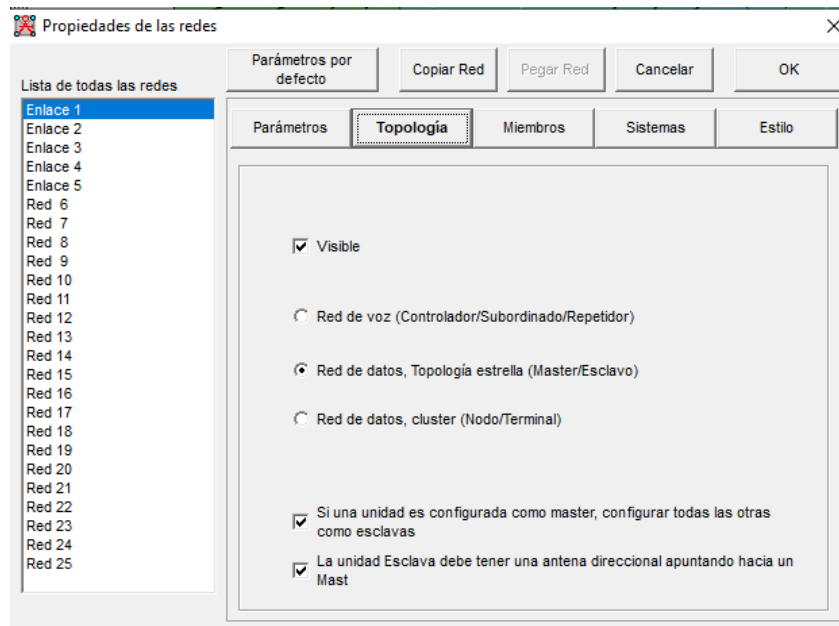 Propiedades de las redes
Lista de todas las redes
Enlace 1
Enlace 2
Enlace 3
Enlace 4
Enlace 5
Red 6
Red 7
Red 8
Red 9
Red 10
Red 11
Red 12
Red 13
Red 14
Red 15
Red 16
Red 17
Red 18
Red 19
Red 20
Red 21
Red 22
Red 23
Red 24
Red 25
Parámetros por
defecto
Copiar Red
Pegar Red
Cancelar
OK
Parámetros
Topología
Miembros
Sistemas
Estilo
Visible
Red de voz (Controlador/Subordinado/Repetidor)
Red de datos, Topología estrella (Master/Esclavo)
Red de datos, cluster (Nodo/Terminal)
Si una unidad es configurada como master, configurar todas las otras
como esclavas
La unidad Esclava debe tener una antena direccional apuntando hacia un
Mast